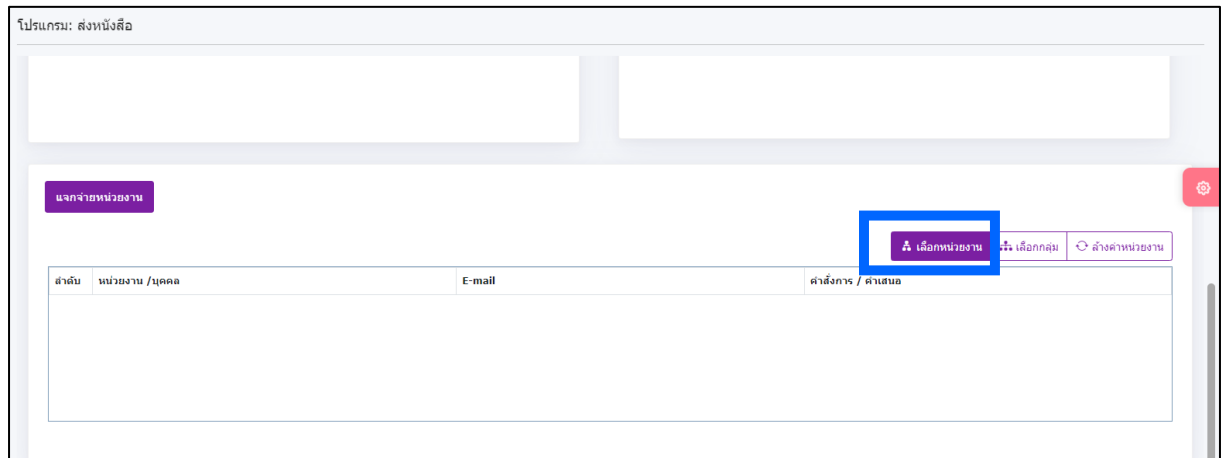 โปรแกรม: ส่งหนังสือ
แจกจ่ายหน่วยงาน
เลือกหน่วยงาน เลือกกลุ่ม ล้างค่าหน่วยงาน
ลำดับ หน่วยงาน /บุคคล E-mail คำสั่งการ / คำเสนอ